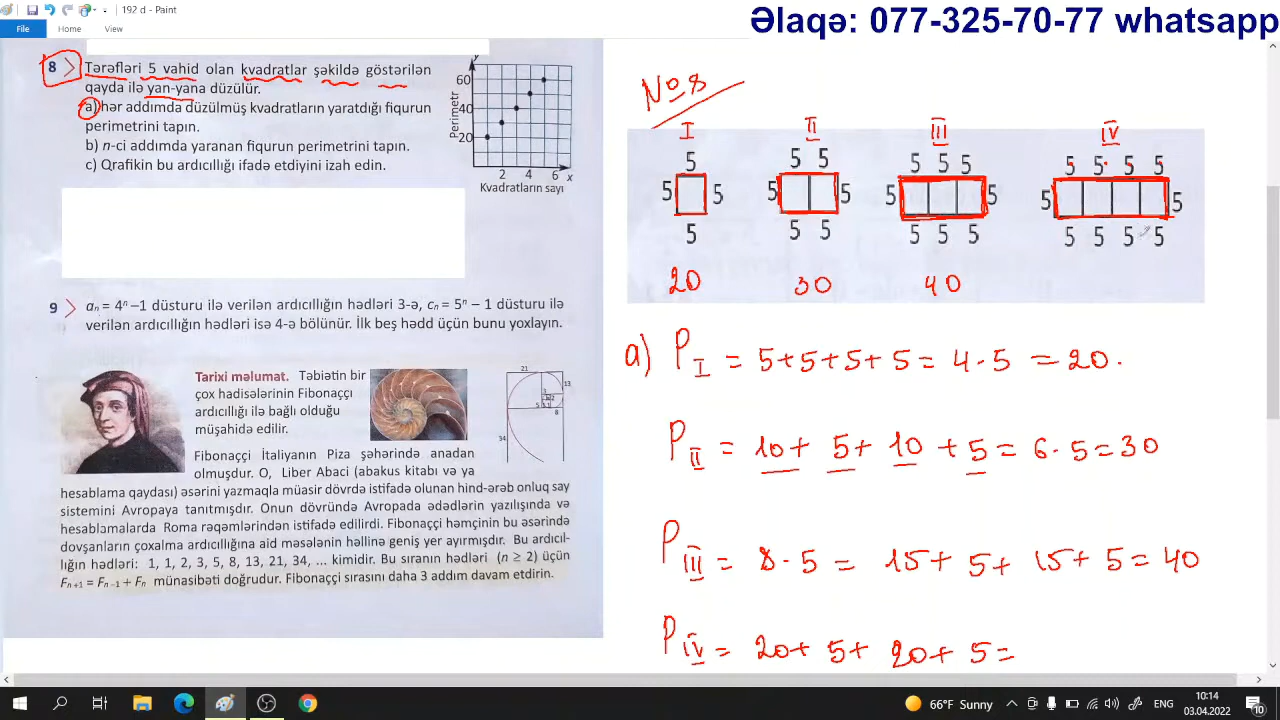 192 d - Paint
Əlaqə: 077-325-70-77 whatsapp
File Home View
8 Tərəfləri 5 vahid olan kvadratlar şəkildə göstərilən
qayda ilə yan-yana düzülür.
a) hər addımda düzülmüş kvadratların yaratdığı fiqurun
perimetrini tapın.
b) n-ci addımda yaranan fiqurun perimetrini tapın.
c) Qrafikin bu ardıcıllığı ifadə etdiyini izah edin.
y
60
40
20
Perimetr
2 4 6 x
Kvadratların sayı
9 aₙ = 4ⁿ –1 düsturu ilə verilən ardıcıllığın hədləri 3-ə, cₙ = 5ⁿ – 1 düsturu ilə
verilən ardıcıllığın hədləri isə 4-ə bölünür. İlk beş hədd üçün bunu yoxlayın.
Tarixi məlumat. Təbiətin bir
çox hadisələrinin Fibonaççı
ardıcıllığı ilə bağlı olduğu
müşahidə edilir.
21
13
5
8
34
Fibonaççi İtaliyanın Piza şəhərində anadan
olmuşdur. O, Liber Abaci (abakus kitabı və ya
hesablama qaydası) əsərini yazmaqla müasir dövrdə istifadə olunan hind-ərəb onluq say
sistemini Avropaya tanıtmışdır. Onun dövründə Avropada ədədlərin yazılışında və
hesablamalarda Roma rəqəmlərindən istifadə edilirdi. Fibonaççi həmçinin bu əsərində
dovşanların çoxalma ardıcıllığına aid məsələnin həllinə geniş yer ayırmışdır. Bu ardıcıl-
lığın hədləri: 1, 1, 2, 3, 5, 8, 13, 21, 34, ... kimidir. Bu sıranın hədləri (n ≥ 2) üçün
Fₙ₊₁ = Fₙ₋₁ + Fₙ münasibəti doğrudur. Fibonaççi sırasını daha 3 addım davam etdirin.
№8
I II III IV
5 5 5 5 5 5 5 5 5 5
5 5 5 5 5 5 5 5
5 5 5 5 5 5 5 5 5 5
20 30 40
a) P I = 5+5+5+5 = 4·5 = 20.
P II = 10+ 5+ 10 + 5 = 6·5 = 30
P III = 8·5 = 15+ 5+ 15+ 5 = 40
P IV = 20+ 5+ 20+ 5 =
66°F Sunny
ENG
10:14
03.04.2022
10